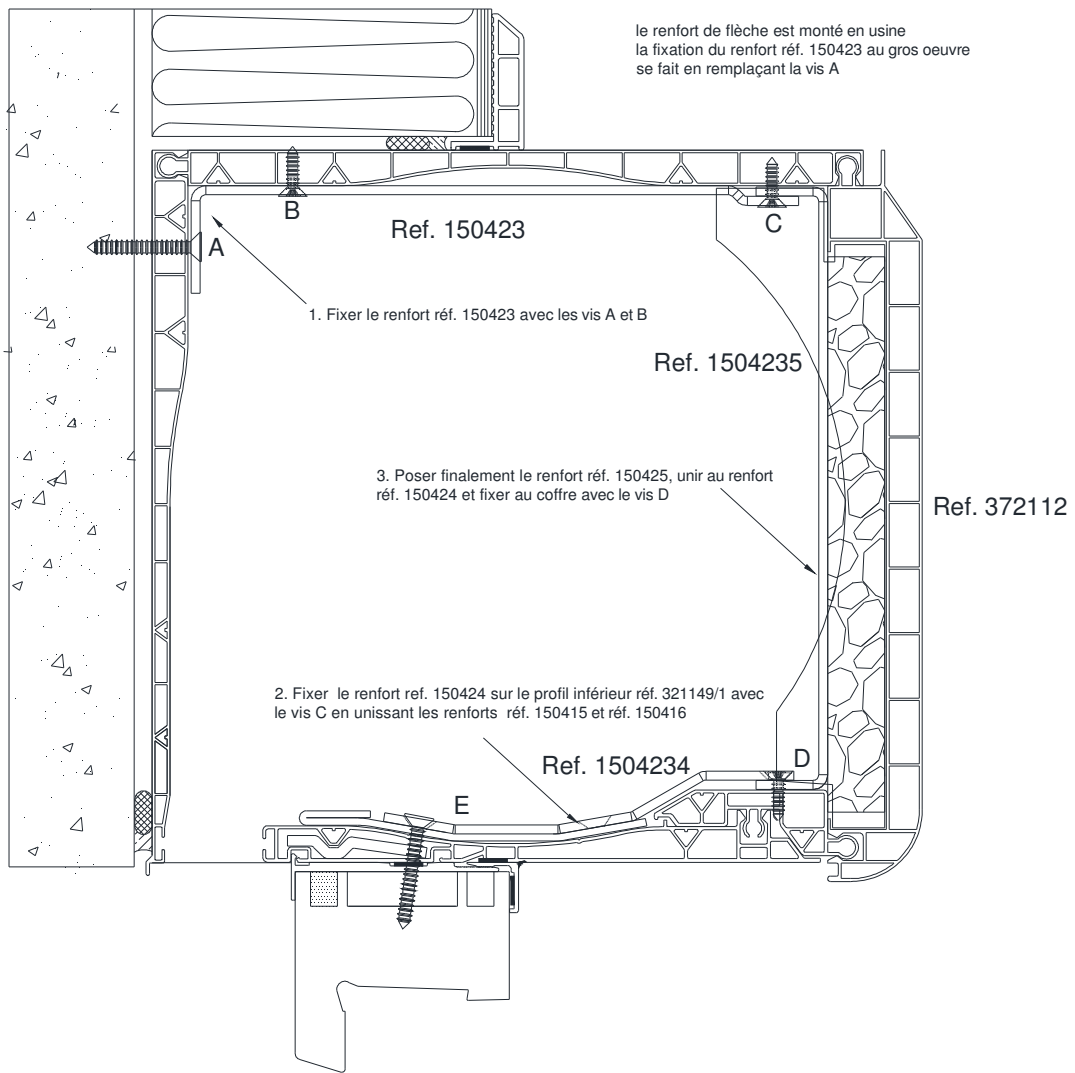 le renfort de flèche est monté en usine
la fixation du renfort réf. 150423 au gros oeuvre
se fait en remplaçant la vis A
B
C
Ref. 150423
A
1. Fixer le renfort réf. 150423 avec les vis A et B
Ref. 1504235
3. Poser finalement le renfort réf. 150425, unir au renfort
réf. 150424 et fixer au coffre avec le vis D
Ref. 372112
2. Fixer le renfort ref. 150424 sur le profil inférieur réf. 321149/1 avec
le vis C en unissant les renforts réf. 150415 et réf. 150416
Ref. 1504234
D
E